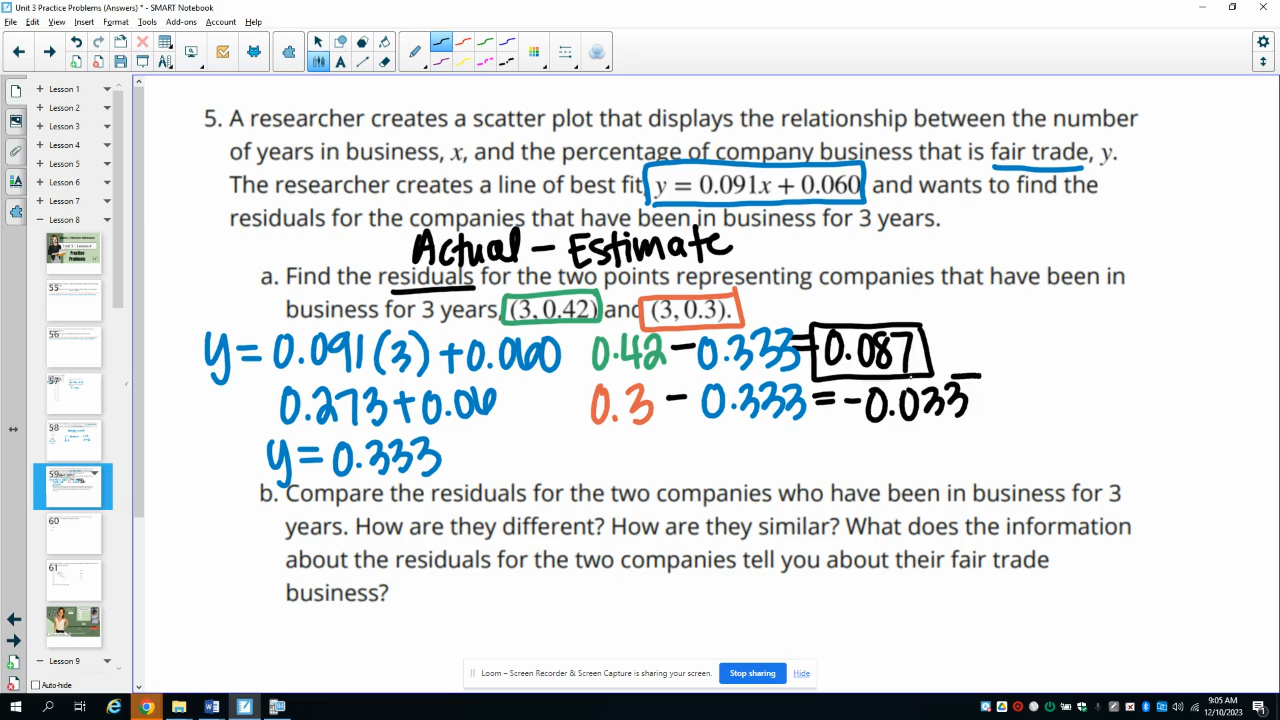 Unit 3 Practice Problems (Answers) * - SMART Notebook
File Edit View Insert Format Tools Add-ons Account Help
Lesson 1
Lesson 2
Lesson 3
Lesson 4
Lesson 5
Lesson 6
Lesson 7
Lesson 8
55
56
57
58
59
60
61
Lesson 9
Auto-hide
5. A researcher creates a scatter plot that displays the relationship between the number
of years in business, x, and the percentage of company business that is fair trade, y.
The researcher creates a line of best fit, y = 0.091x + 0.060 and wants to find the
residuals for the companies that have been in business for 3 years.
Actual - Estimate
a. Find the residuals for the two points representing companies that have been in
business for 3 years, (3, 0.42) and (3, 0.3).
y = 0.091(3) + 0.060 0.42 - 0.333 = 0.087
0.273 + 0.06 0.3 - 0.333 = -0.033
y = 0.333
b. Compare the residuals for the two companies who have been in business for 3
years. How are they different? How are they similar? What does the information
about the residuals for the two companies tell you about their fair trade
business?
Loom – Screen Recorder & Screen Capture is sharing your screen. Stop sharing Hide
9:05 AM
12/10/2023